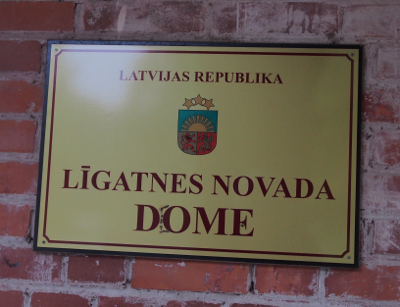 LATVIJAS REPUBLIKA
LĪGATNES NOVADA
DOME